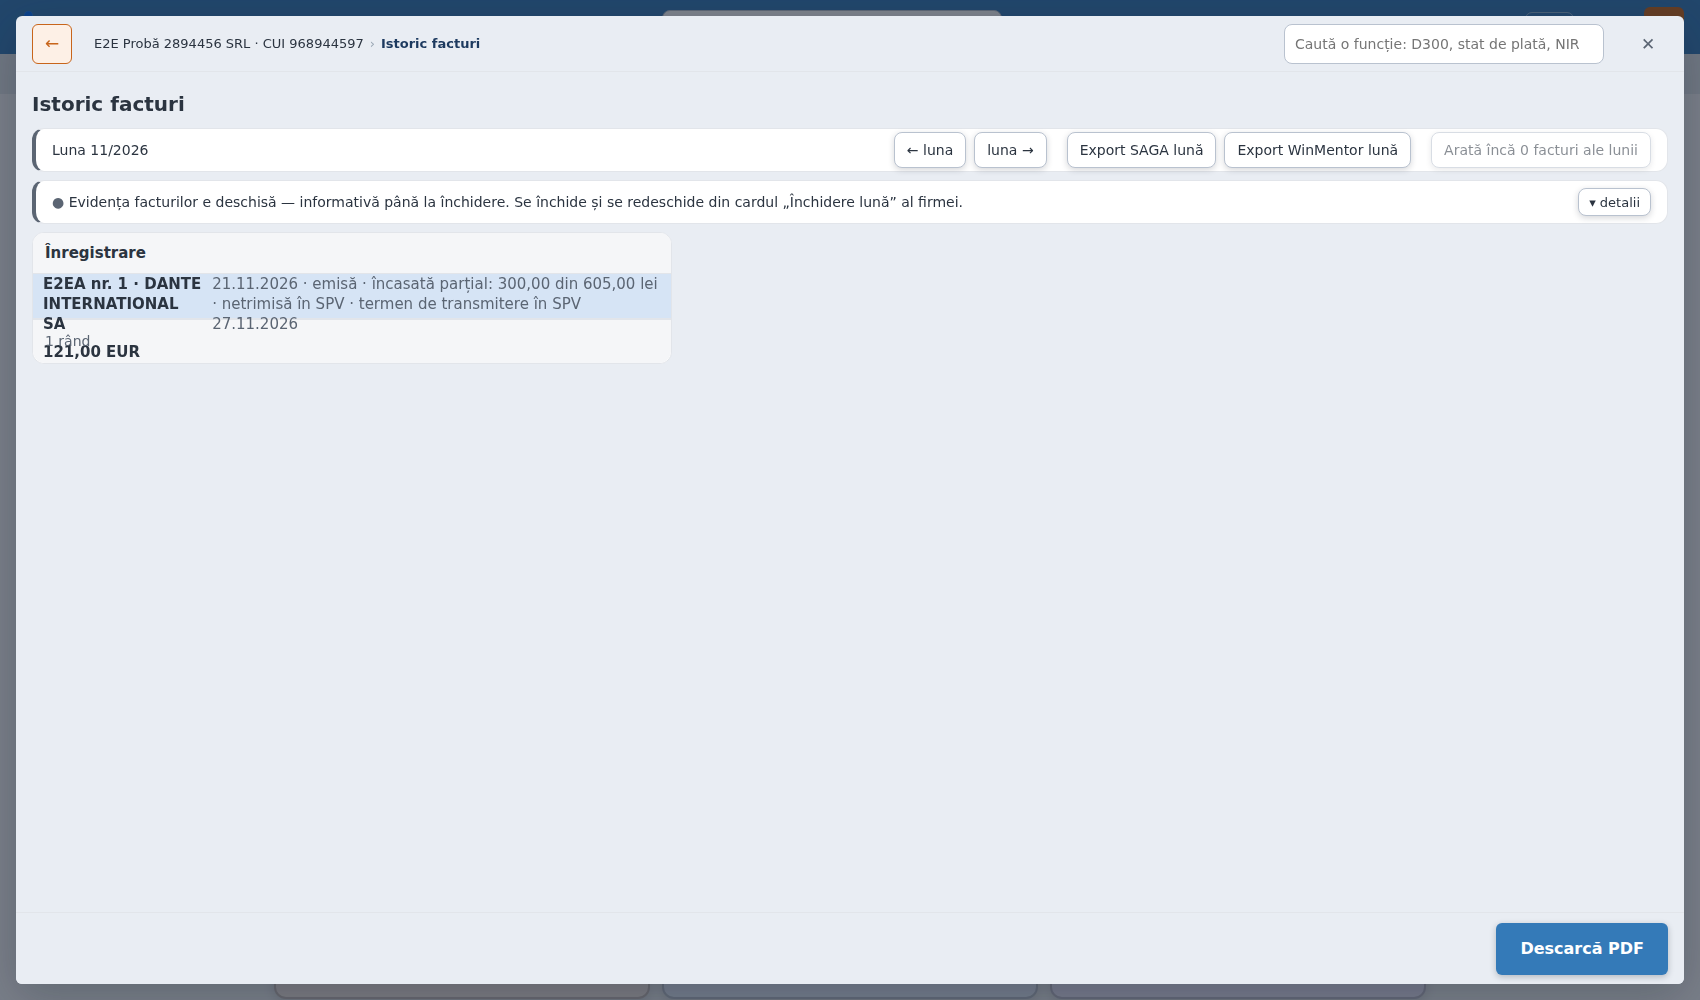 ←
E2E Probă 2894456 SRL · CUI 968944597 › Istoric facturi
Caută o funcție: D300, stat de plată, NIR
✕
Istoric facturi
Luna 11/2026
← luna
luna →
Export SAGA lună
Export WinMentor lună
Arată încă 0 facturi ale lunii
● Evidența facturilor e deschisă — informativă până la închidere. Se închide și se redeschide din cardul „Închidere lună” al firmei.
▾ detalii
Înregistrare
E2EA nr. 1 · DANTE
INTERNATIONAL
SA
21.11.2026 · emisă · încasată parțial: 300,00 din 605,00 lei
· netrimisă în SPV · termen de transmitere în SPV
27.11.2026
1 rând
121,00 EUR
Descarcă PDF